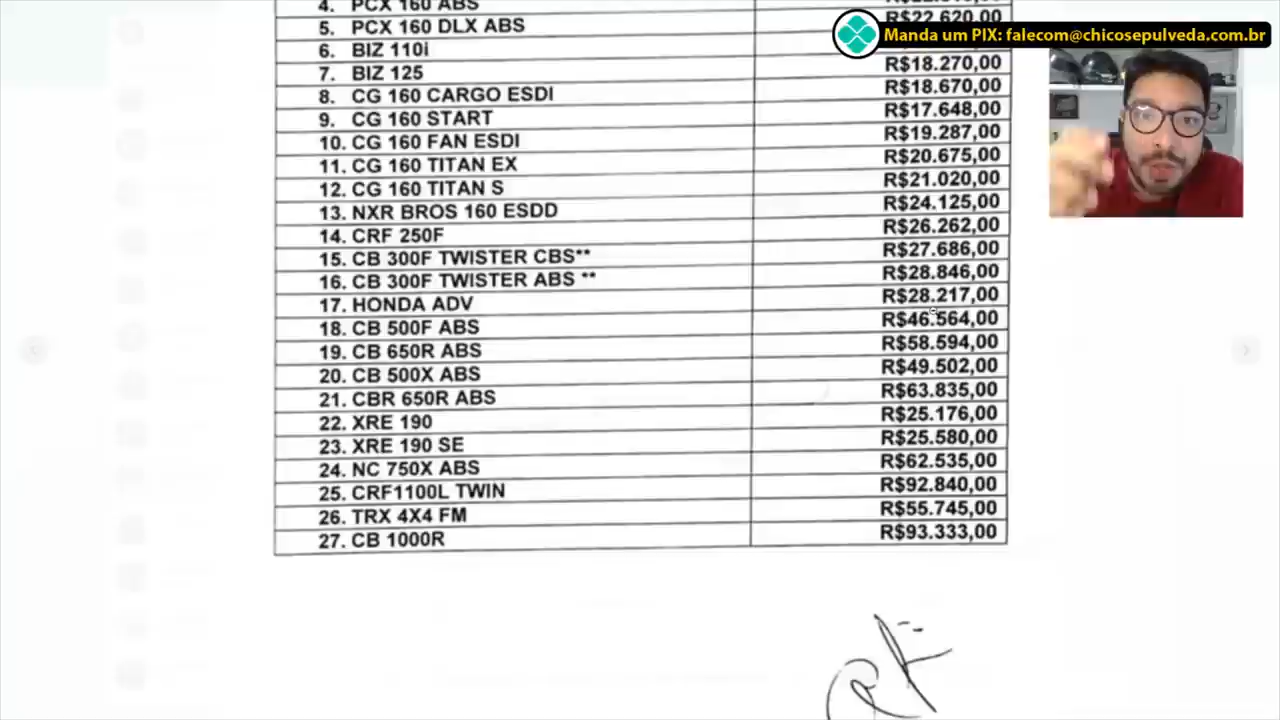 Manda um PIX: falecom@chicosepulveda.com.br
4. PCX 160 ABS
5. PCX 160 DLX ABS R$22.620,00
6. BIZ 110i
7. BIZ 125 R$18.270,00
8. CG 160 CARGO ESDI R$18.670,00
9. CG 160 START R$17.648,00
10. CG 160 FAN ESDI R$19.287,00
11. CG 160 TITAN EX R$20.675,00
12. CG 160 TITAN S R$21.020,00
13. NXR BROS 160 ESDD R$24.125,00
14. CRF 250F R$26.262,00
15. CB 300F TWISTER CBS** R$27.686,00
16. CB 300F TWISTER ABS ** R$28.846,00
17. HONDA ADV R$28.217,00
18. CB 500F ABS R$46.564,00
19. CB 650R ABS R$58.594,00
20. CB 500X ABS R$49.502,00
21. CBR 650R ABS R$63.835,00
22. XRE 190 R$25.176,00
23. XRE 190 SE R$25.580,00
24. NC 750X ABS R$62.535,00
25. CRF1100L TWIN R$92.840,00
26. TRX 4X4 FM R$55.745,00
27. CB 1000R R$93.333,00